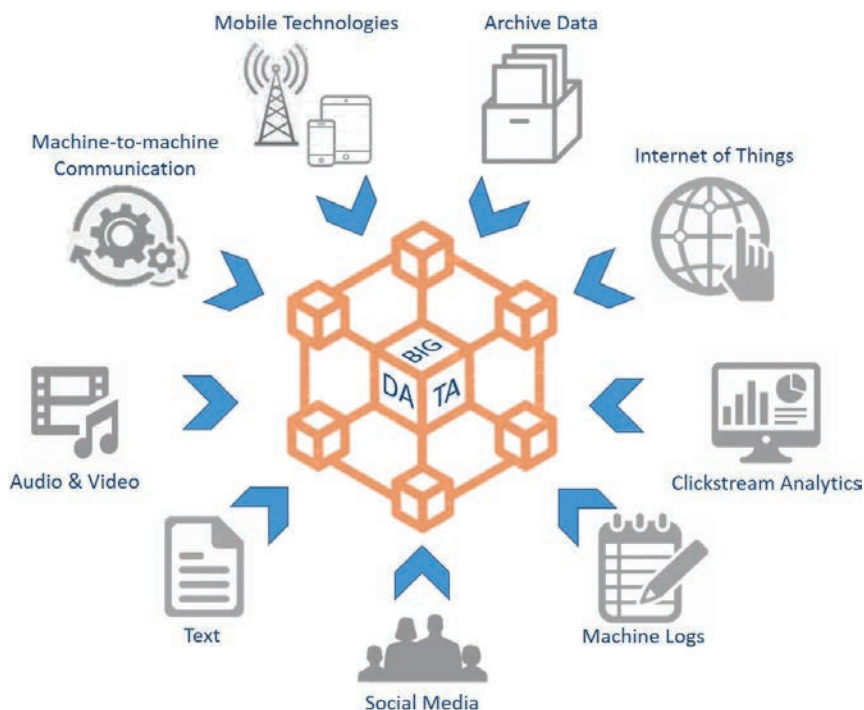 Mobile Technologies
Archive Data
Machine-to-machine
Communication
Internet of Things
BIG
DA TA
Audio & Video
Clickstream Analytics
Text
Machine Logs
Social Media